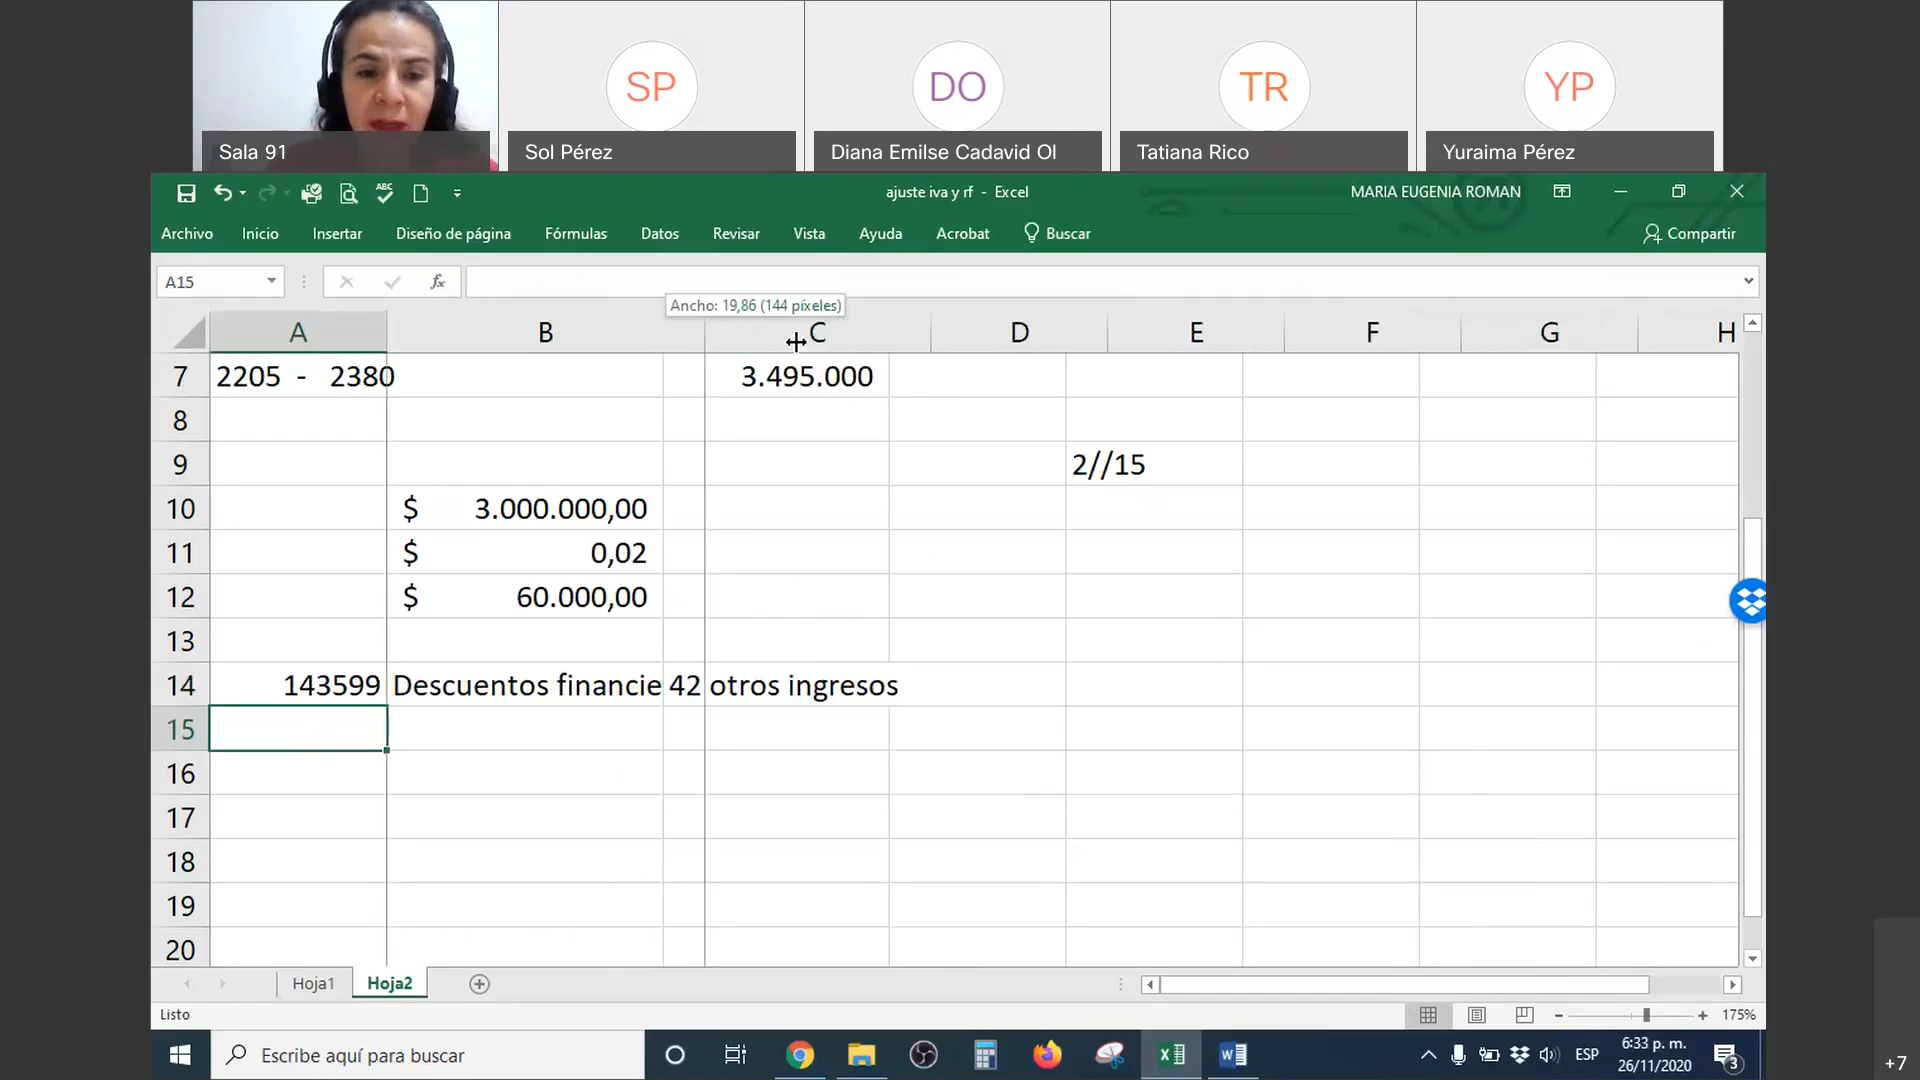 SP
DO
TR
YP
Sala 91
Sol Pérez
Diana Emilse Cadavid Ol
Tatiana Rico
Yuraima Pérez
ABC
ajuste iva y rf - Excel
MARIA EUGENIA ROMAN
Archivo
Inicio
Insertar
Diseño de página
Fórmulas
Datos
Revisar
Vista
Ayuda
Acrobat
Buscar
Compartir
A15
fx
Ancho: 19,86 (144 píxeles)
A B C D E F G H
7 2205 - 2380 3.495.000
8
9 2//15
10 $ 3.000.000,00
11 $ 0,02
12 $ 60.000,00
13
14 143599 Descuentos financie 42 otros ingresos
15
16
17
18
19
20
Hoja1
Hoja2
Listo
175%
Escribe aquí para buscar
ESP
6:33 p. m.
26/11/2020
3
+7